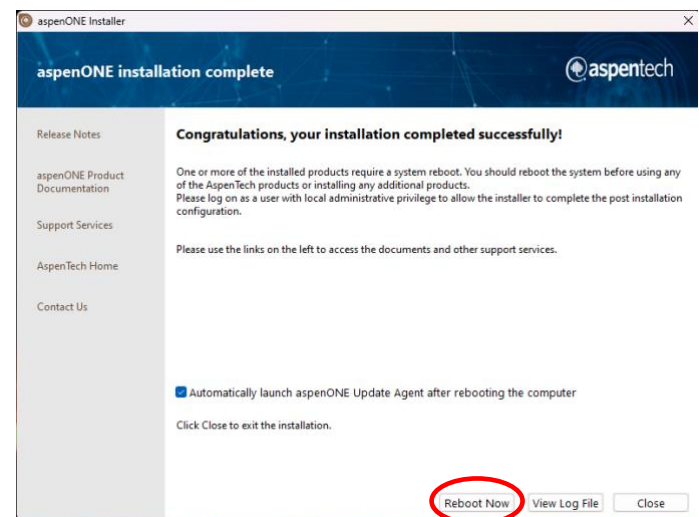 aspenONE Installer
aspenONE installation complete
aspentech
Release Notes
aspenONE Product
Documentation
Support Services
AspenTech Home
Contact Us
Congratulations, your installation completed successfully!
One or more of the installed products require a system reboot. You should reboot the system before using any
of the AspenTech products or installing any additional products.
Please log on as a user with local administrative privilege to allow the installer to complete the post installation
configuration.
Please use the links on the left to access the documents and other support services.
Automatically launch aspenONE Update Agent after rebooting the computer
Click Close to exit the installation.
Reboot Now
View Log File
Close